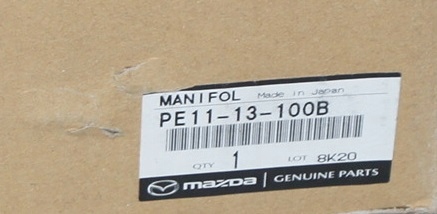 MANIFOL Made in Japan
PE11-13-100B
QTY 1 LOT 8K20
mazda | GENUINE PARTS